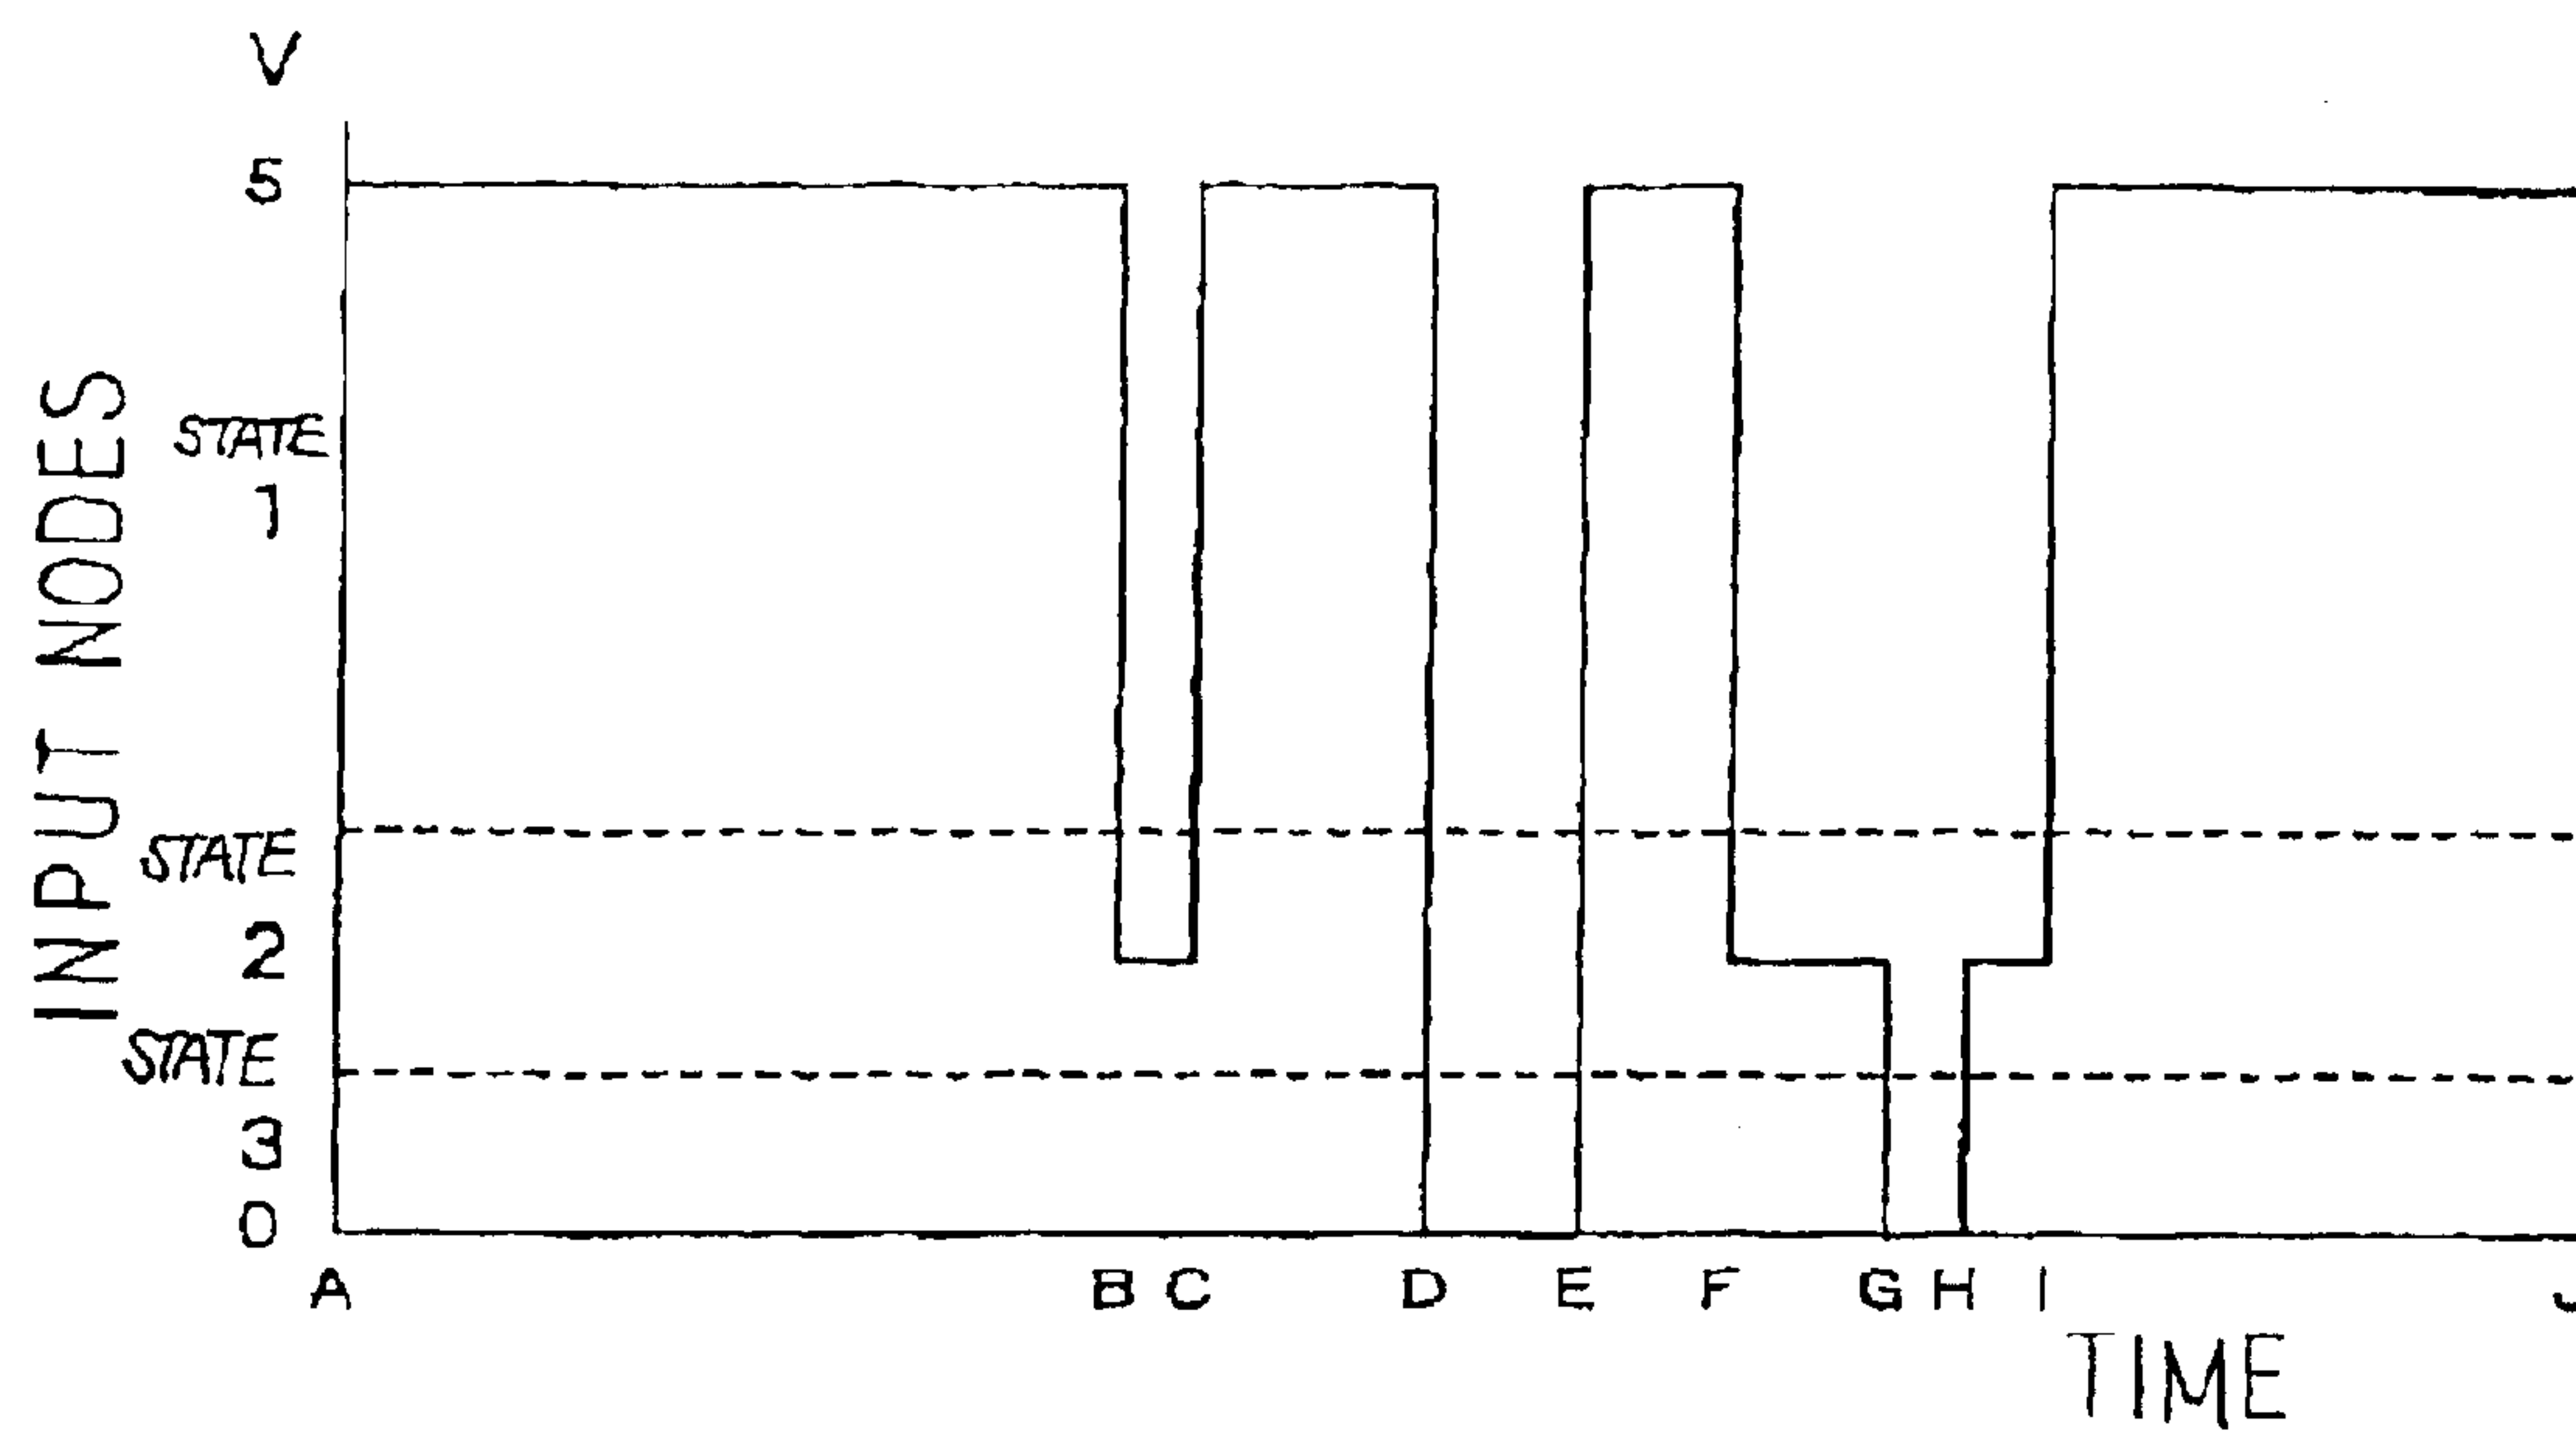 V
5
INPUT NODES
STATE
1
STATE
2
STATE
3
0
A B C D E F G H I J
TIME